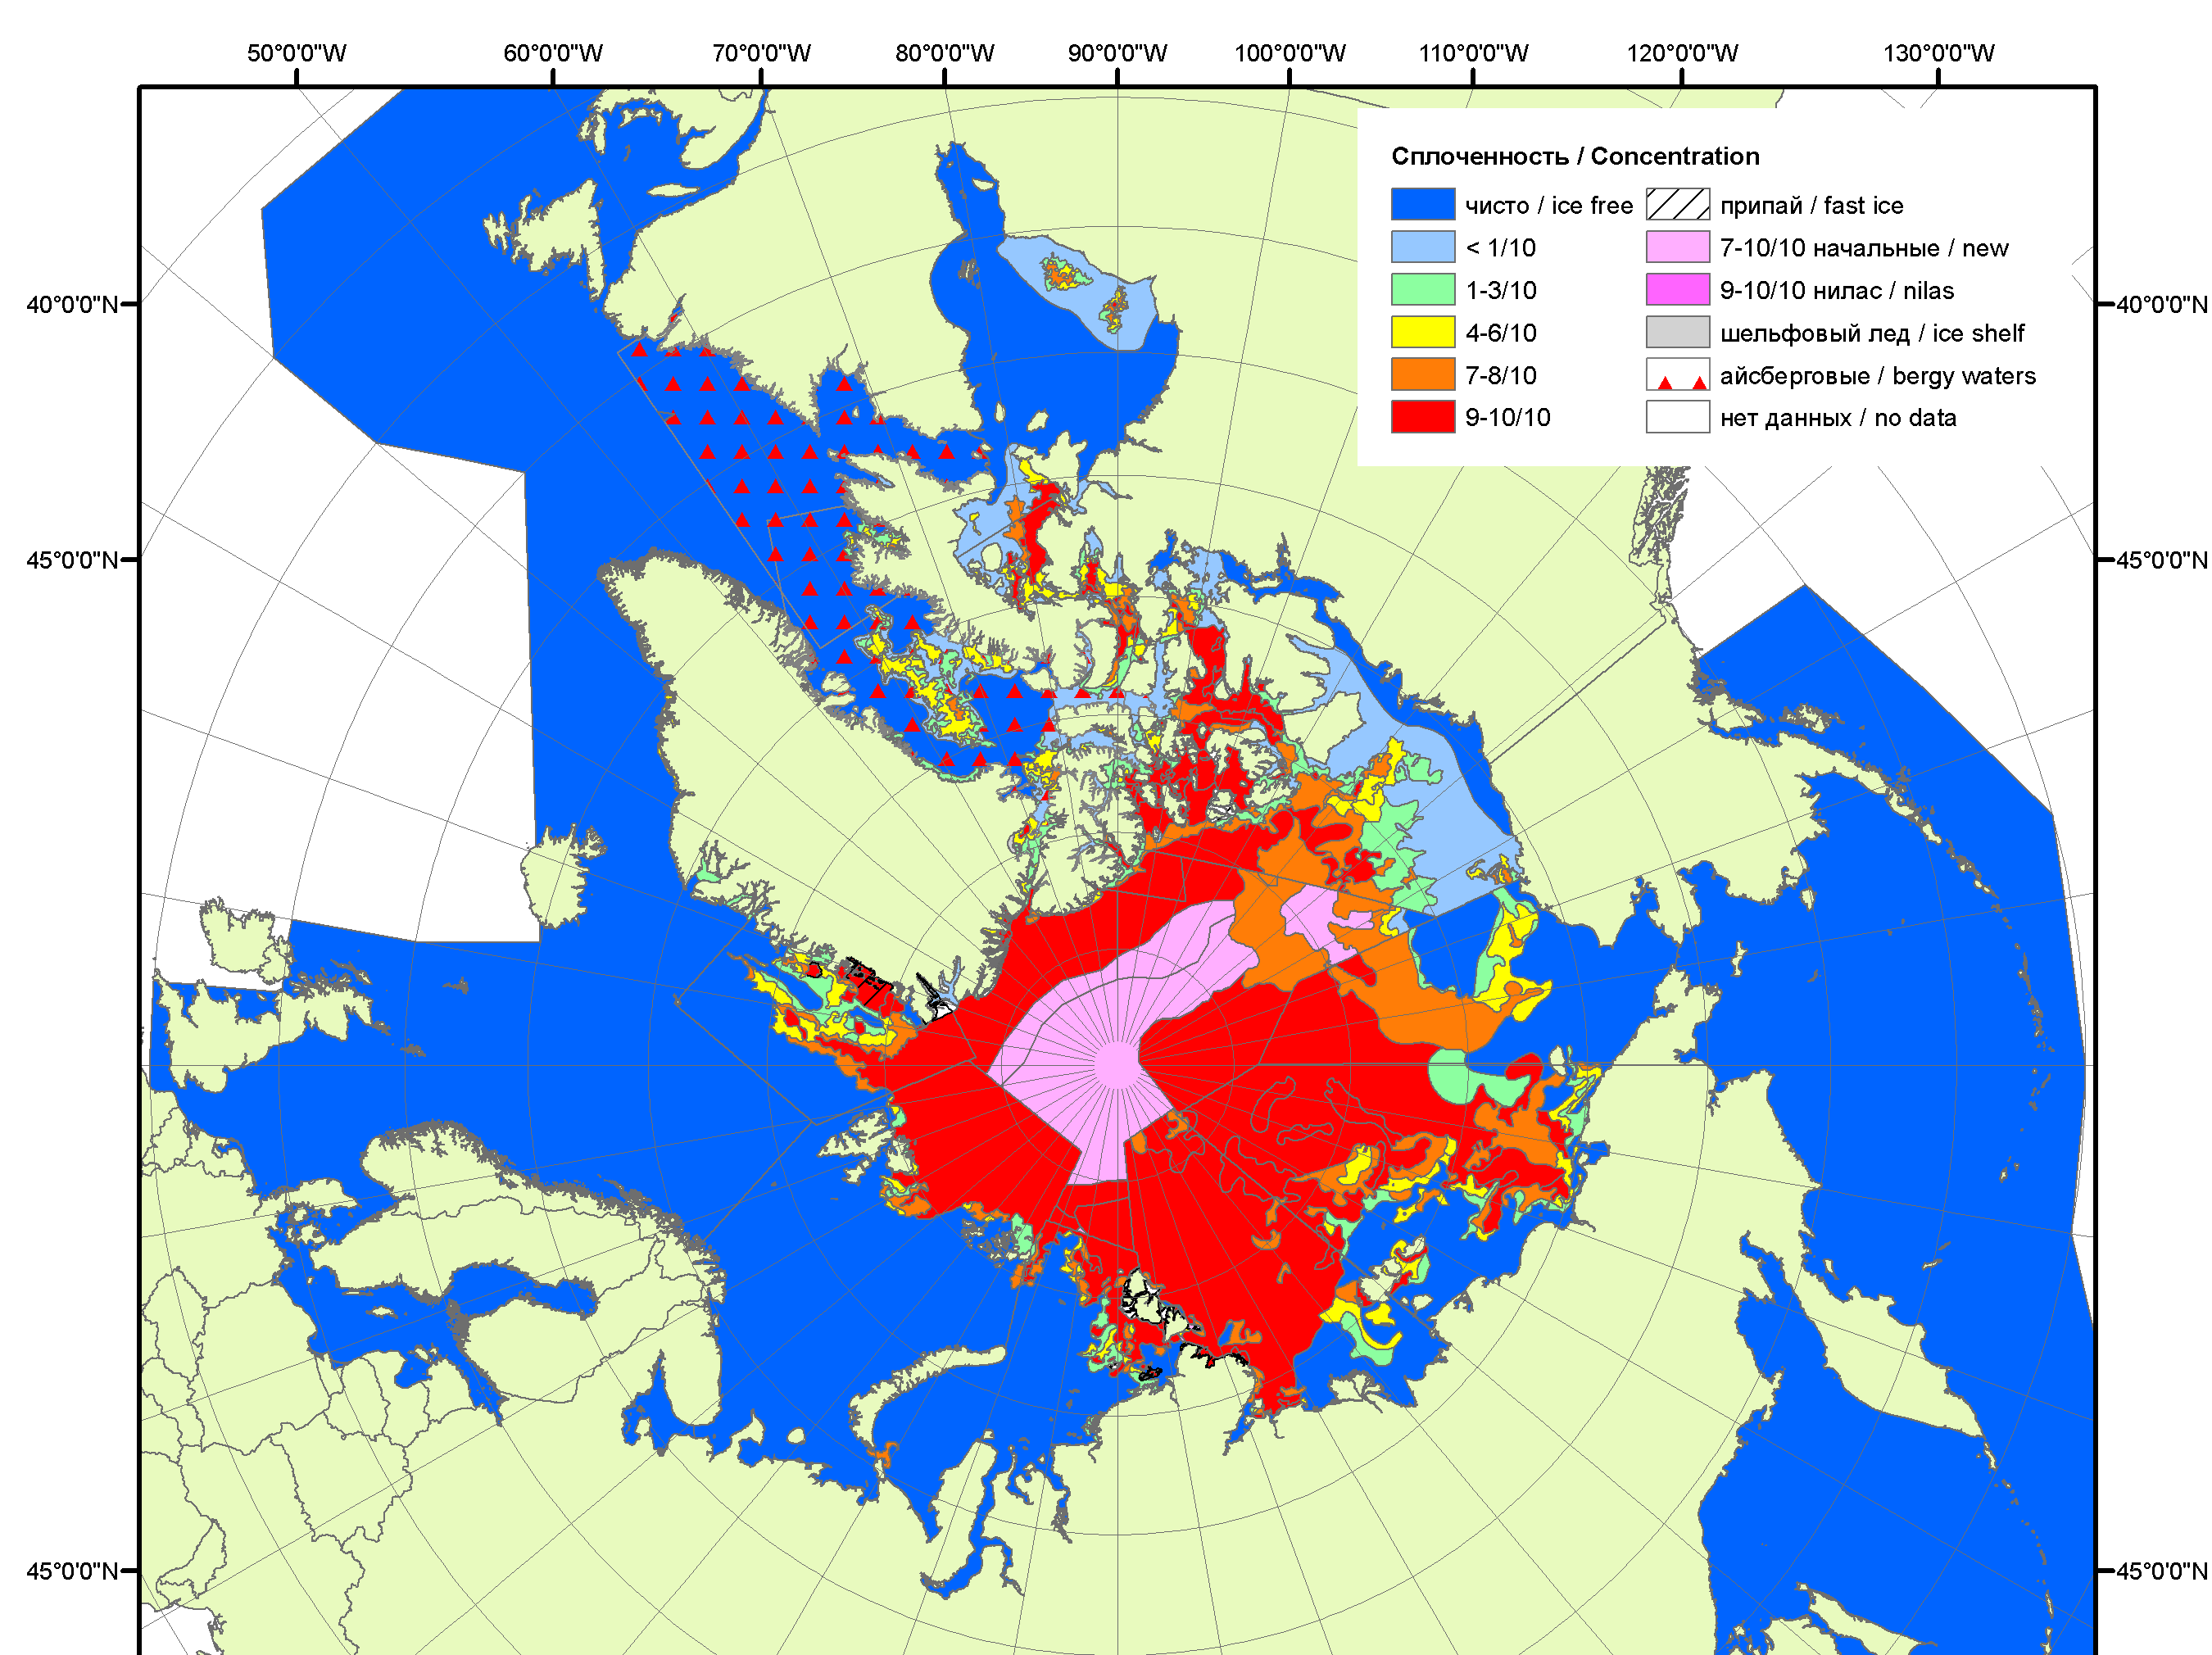 50°0'0"W 60°0'0"W 70°0'0"W 80°0'0"W 90°0'0"W 100°0'0"W 110°0'0"W 120°0'0"W 130°0'0"W
Сплоченность / Concentration
чисто / ice free
< 1/10
1-3/10
4-6/10
7-8/10
9-10/10
припай / fast ice
7-10/10 начальные / new
9-10/10 нилас / nilas
шельфовый лед / ice shelf
айсберговые / bergy waters
нет данных / no data
40°0'0"N 40°0'0"N
45°0'0"N 45°0'0"N
45°0'0"N 45°0'0"N